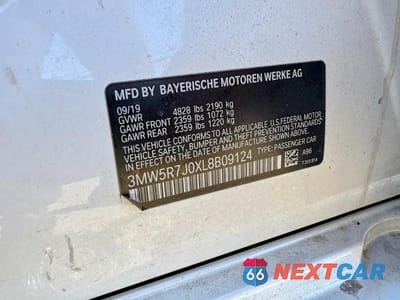 MFD BY BAYERISCHE MOTOREN WERKE AG
09/19
GVWR 4828 lbs 2190 kg
GAWR FRONT 2359 lbs 1072 kg
GAWR REAR 2359 lbs 1220 kg
THIS VEHICLE CONFORMS TO ALL APPLICABLE U.S. FEDERAL MOTOR
VEHICLE SAFETY, BUMPER, AND THEFT PREVENTION STANDARDS
IN EFFECT ON THE DATE OF MANUFACTURE SHOWN ABOVE.
3MW5R7J0XL8B09124 TYPE: PASSENGER CAR
A96
66 NEXTCAR